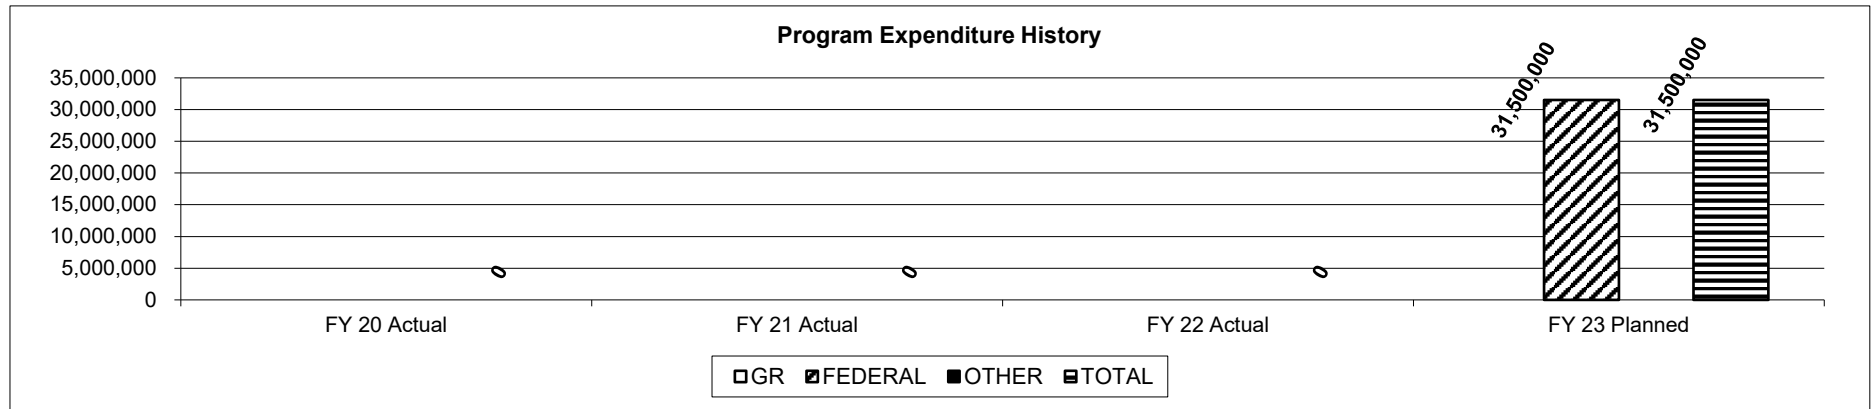 Program Expenditure History
35,000,000
30,000,000
25,000,000
20,000,000
15,000,000
10,000,000
5,000,000
0
0
0
0
31,500,000
31,500,000
FY 20 Actual
FY 21 Actual
FY 22 Actual
FY 23 Planned
GR FEDERAL OTHER TOTAL